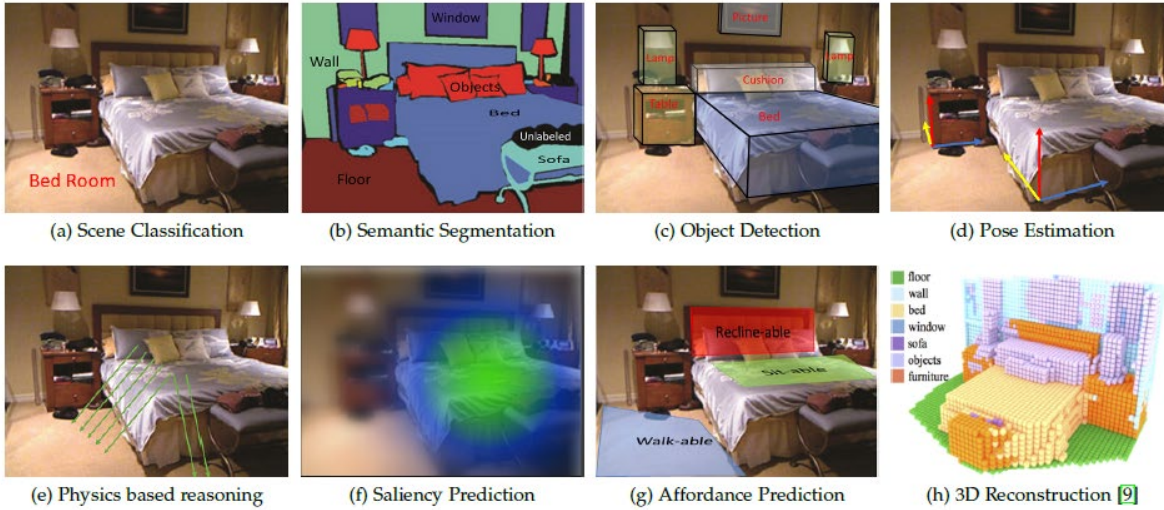 Bed Room
Window
Wall
Objects
Bed
Unlabeled
Sofa
Floor
Picture
Lamp
Lamp
Cushion
Table
Bed
(a) Scene Classification
(b) Semantic Segmentation
(c) Object Detection
(d) Pose Estimation
Recline-able
Sit-able
Walk-able
floor
wall
bed
window
sofa
objects
furniture
(e) Physics based reasoning
(f) Saliency Prediction
(g) Affordance Prediction
(h) 3D Reconstruction [9]